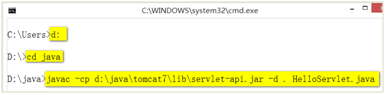 C:\WINDOWS\system32\cmd.exe
C:\Users>d:
D:\>cd java
D:\java>javac -cp d:\java\tomcat7\lib\servlet-api.jar -d . HelloServlet.java